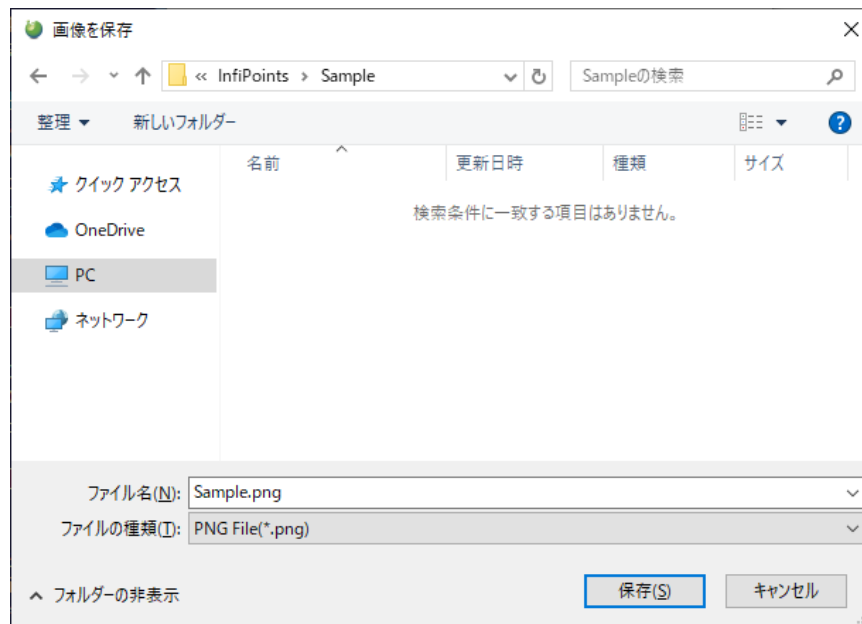 画像を保存
« InfiPoints › Sample
Sampleの検索
整理
新しいフォルダー
名前 更新日時 種類 サイズ
クイック アクセス
検索条件に一致する項目はありません。
OneDrive
PC
ネットワーク
ファイル名(N): Sample.png
ファイルの種類(T): PNG File(*.png)
フォルダーの非表示
保存(S)
キャンセル